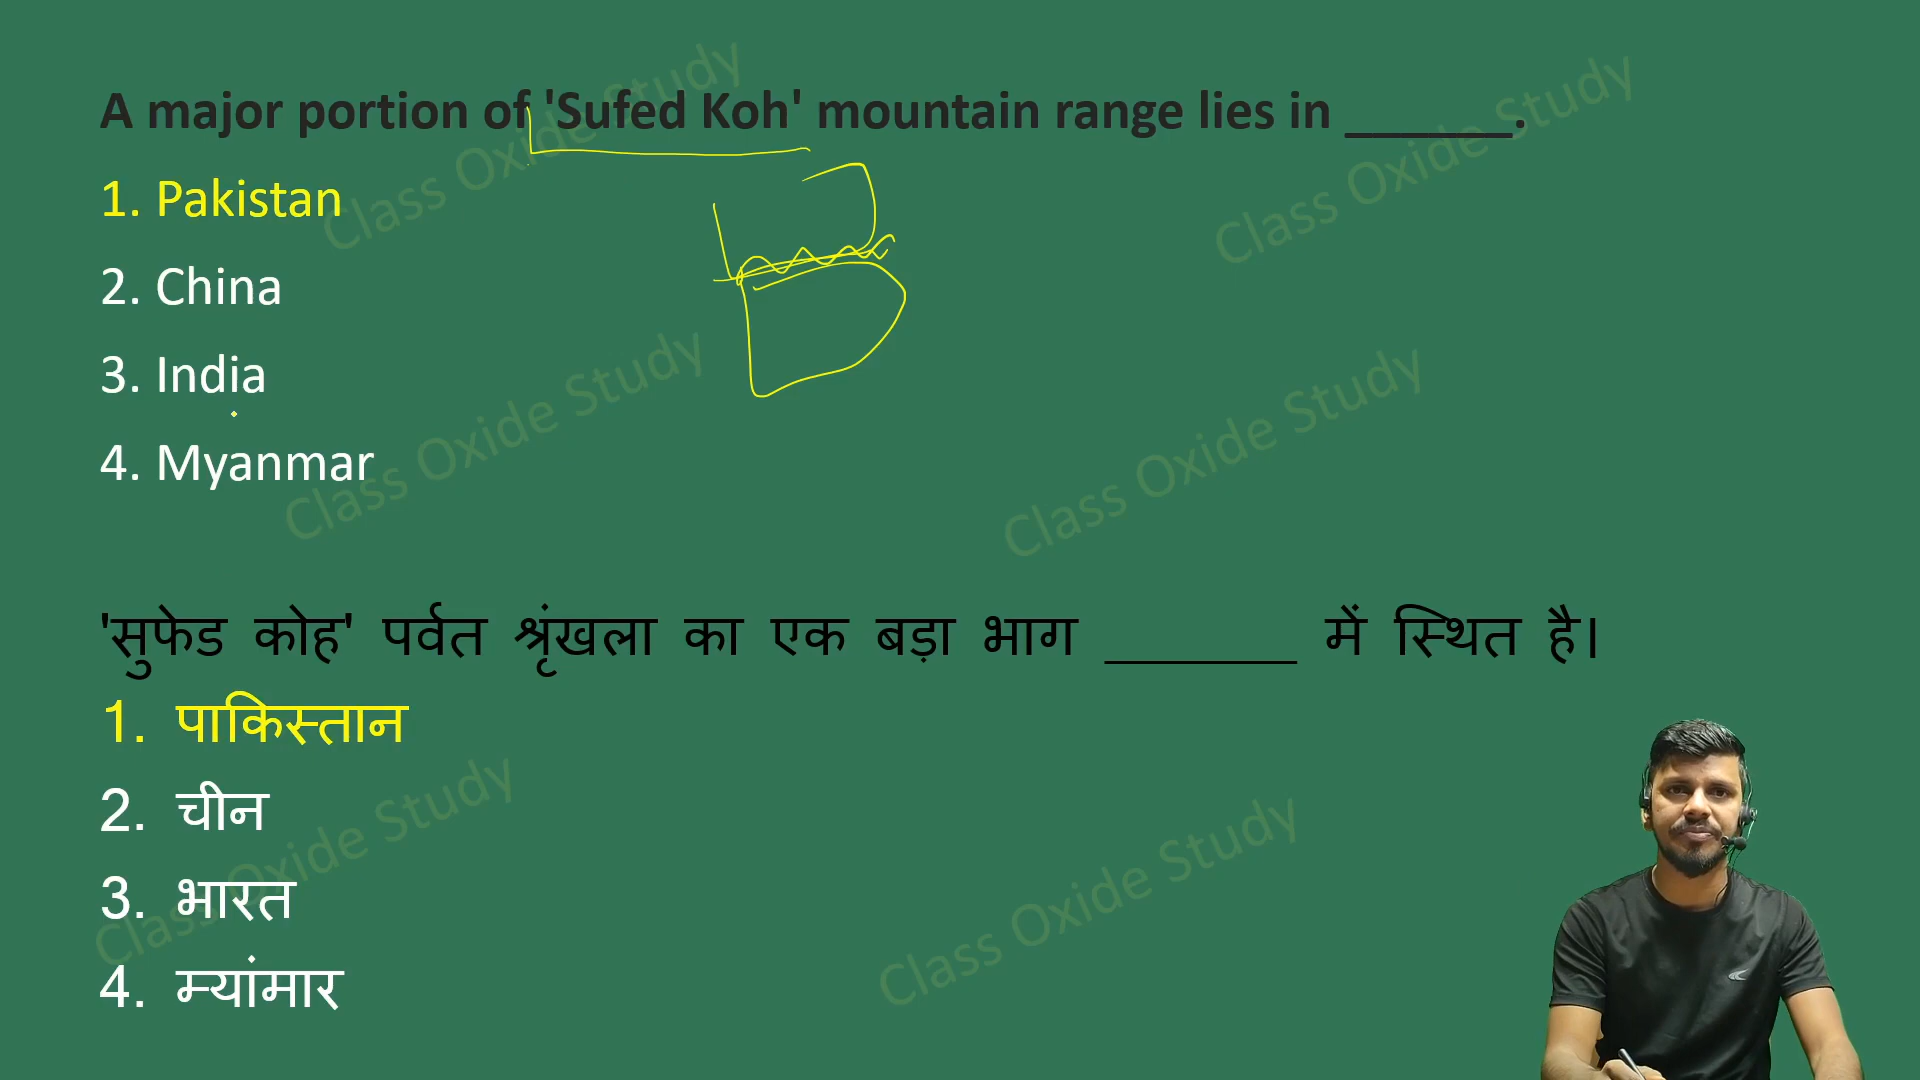 A major portion of 'Sufed Koh' mountain range lies in ______.
1. Pakistan
2. China
3. India
4. Myanmar
'सुफेड कोह' पर्वत श्रृंखला का एक बड़ा भाग ______ में स्थित है।
1. पाकिस्तान
2. चीन
3. भारत
4. म्यांमार
Class Oxide Study
Class Oxide Study
Class Oxide Study
Class Oxide Study
Class Oxide Study
Class Oxide Study